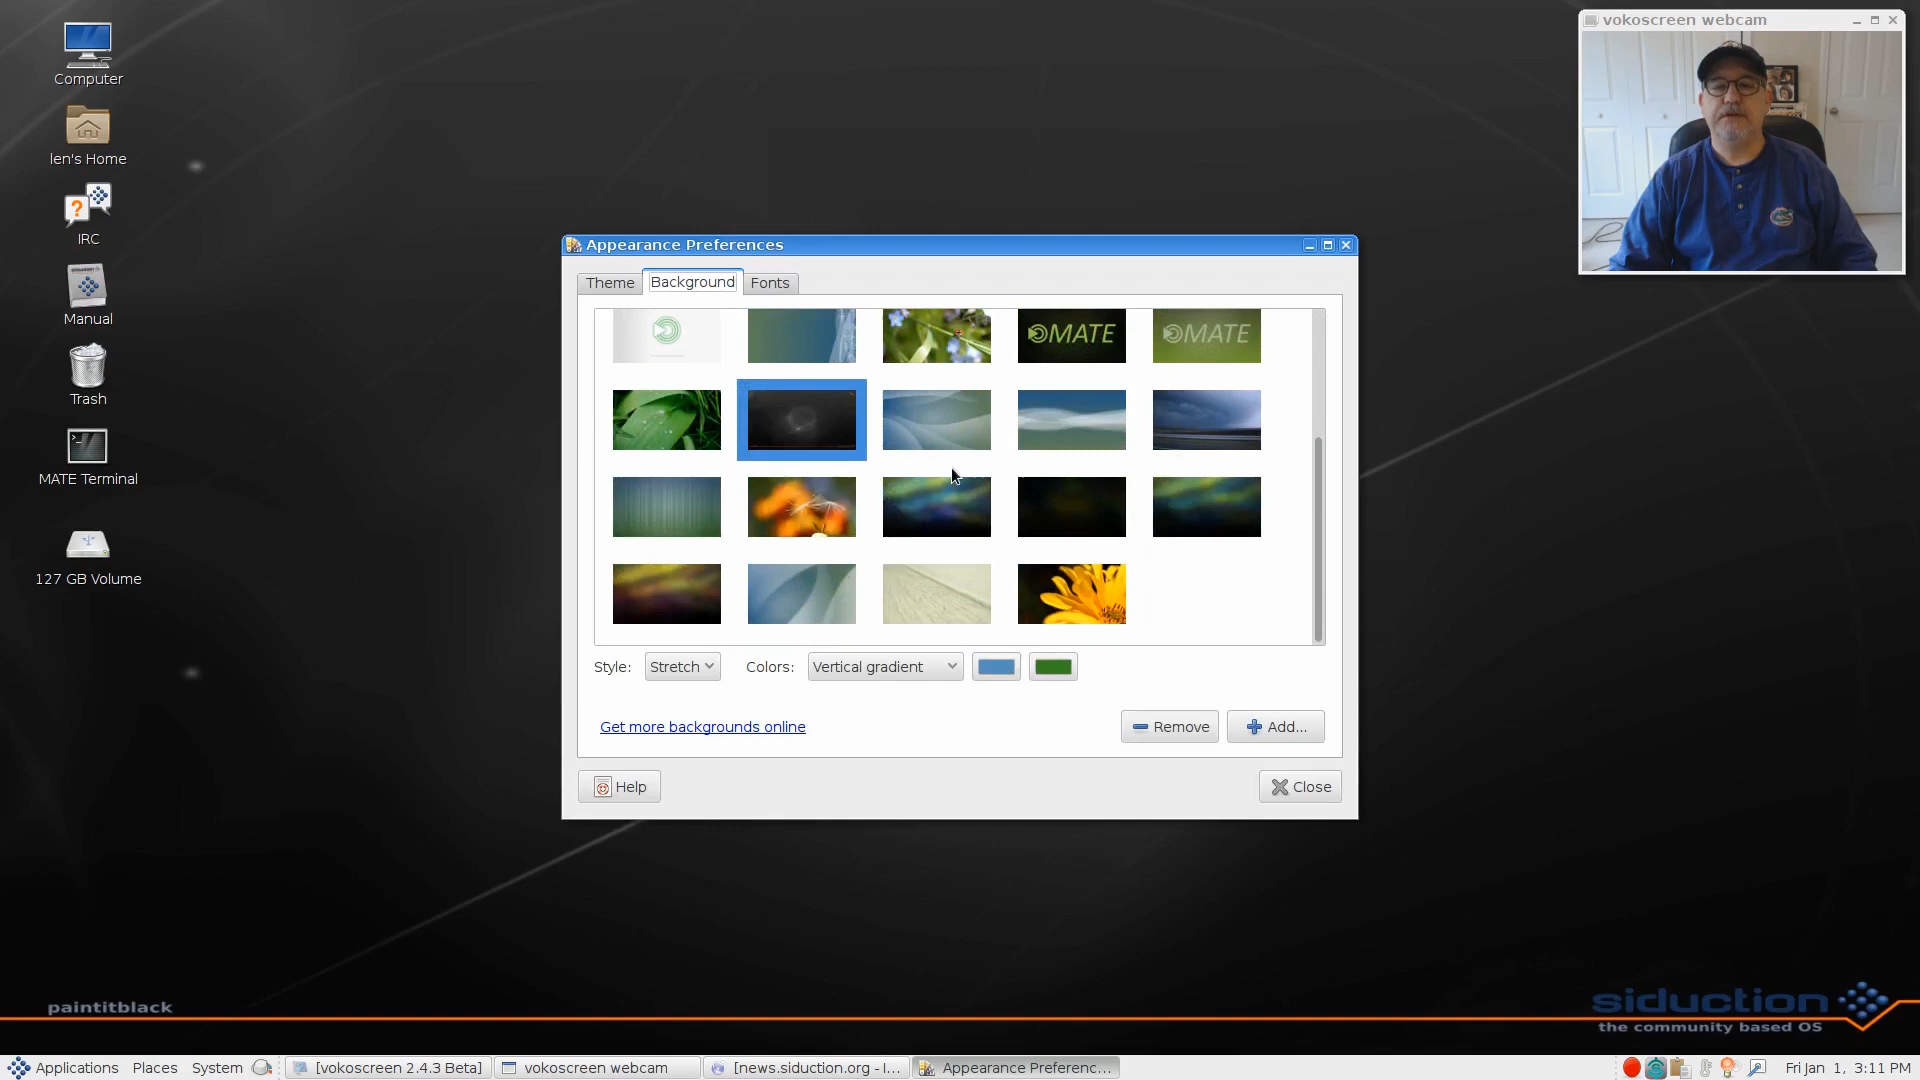 vokoscreen webcam
Computer
len's Home
IRC
Manual
Trash
MATE Terminal
127 GB Volume
Appearance Preferences
Theme
Background
Fonts
MATE
MATE
Style:
Stretch
Colors:
Vertical gradient
Get more backgrounds online
Remove
Add...
Help
Close
paintitblack
siduction
the community based OS
Applications
Places
System
[vokoscreen 2.4.3 Beta]
vokoscreen webcam
[news.siduction.org - I...
Appearance Preferenc...
Fri Jan 1, 3:11 PM